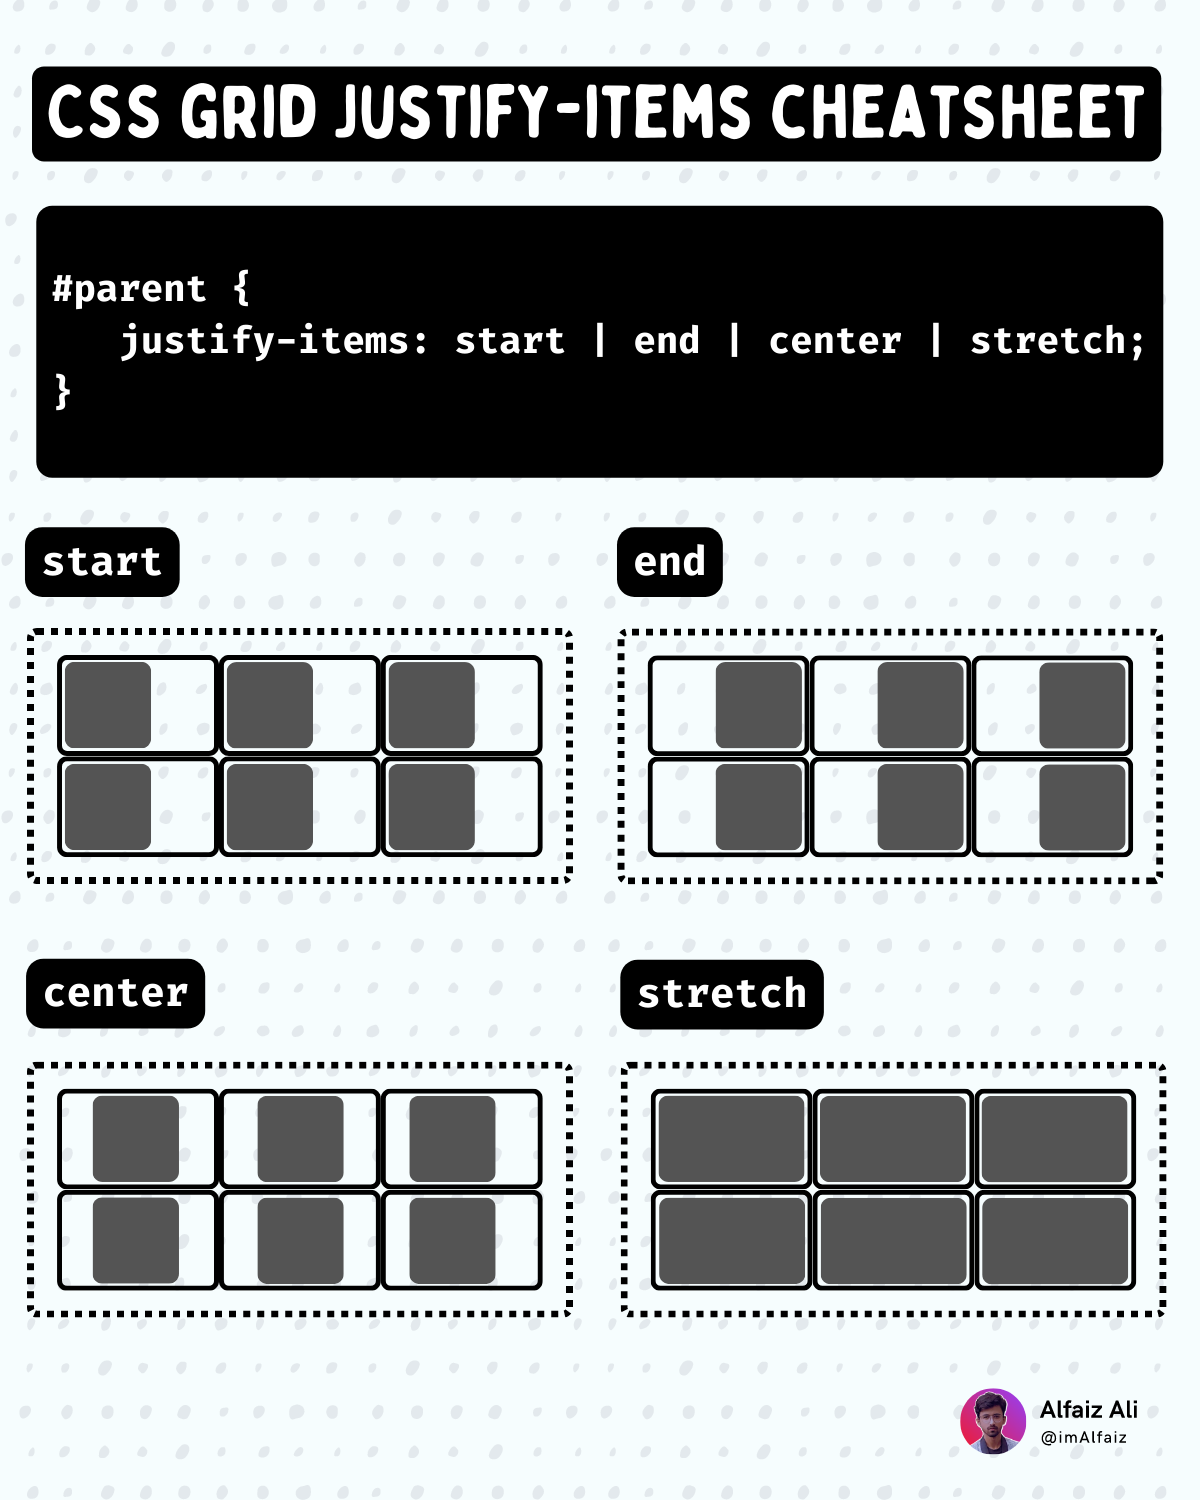 CSS GRID JUSTIFY-ITEMS CHEATSHEET
#parent {
justify-items: start | end | center | stretch;
}
start
end
center
stretch
Alfaiz Ali
@imAlfaiz